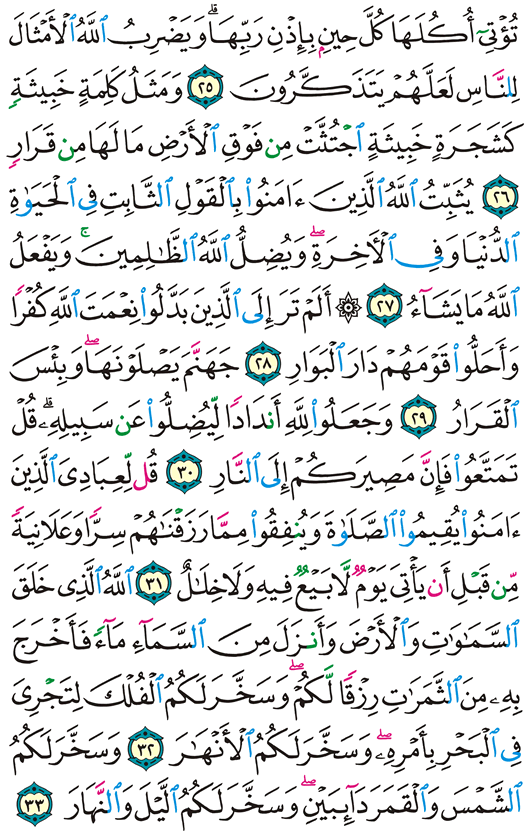 تُؤْتِىٓ أُكُلَهَا كُلَّ حِينٍۭ بِإِذْنِ رَبِّهَا ۗ وَيَضْرِبُ ٱللَّهُ ٱلْأَمْثَالَ
لِلنَّاسِ لَعَلَّهُمْ يَتَذَكَّرُونَ ٢٥ وَمَثَلُ كَلِمَةٍ خَبِيثَةٍ
كَشَجَرَةٍ خَبِيثَةٍ ٱجْتُثَّتْ مِن فَوْقِ ٱلْأَرْضِ مَا لَهَا مِن قَرَارٍ
٢٦ يُثَبِّتُ ٱللَّهُ ٱلَّذِينَ ءَامَنُوا۟ بِٱلْقَوْلِ ٱلثَّابِتِ فِى ٱلْحَيَوٰةِ
ٱلدُّنْيَا وَفِى ٱلْءَاخِرَةِ ۖ وَيُضِلُّ ٱللَّهُ ٱلظَّٰلِمِينَ ۚ وَيَفْعَلُ
ٱللَّهُ مَا يَشَآءُ ٢٧ ۞ أَلَمْ تَرَ إِلَى ٱلَّذِينَ بَدَّلُوا۟ نِعْمَتَ ٱللَّهِ كُفْرًا
وَأَحَلُّوا۟ قَوْمَهُمْ دَارَ ٱلْبَوَارِ ٢٨ جَهَنَّمَ يَصْلَوْنَهَا ۖ وَبِئْسَ
ٱلْقَرَارُ ٢٩ وَجَعَلُوا۟ لِلَّهِ أَندَادًا لِّيُضِلُّوا۟ عَن سَبِيلِهِۦ ۗ قُلْ
تَمَتَّعُوا۟ فَإِنَّ مَصِيرَكُمْ إِلَى ٱلنَّارِ ٣٠ قُل لِّعِبَادِىَ ٱلَّذِينَ
ءَامَنُوا۟ يُقِيمُوا۟ ٱلصَّلَوٰةَ وَيُنفِقُوا۟ مِمَّا رَزَقْنَٰهُمْ سِرًّا وَعَلَانِيَةً
مِّن قَبْلِ أَن يَأْتِىَ يَوْمٌ لَّا بَيْعٌ فِيهِ وَلَا خِلَٰلٌ ٣١ ٱللَّهُ ٱلَّذِى خَلَقَ
ٱلسَّمَٰوَٰتِ وَٱلْأَرْضَ وَأَنزَلَ مِنَ ٱلسَّمَآءِ مَآءً فَأَخْرَجَ
بِهِۦ مِنَ ٱلثَّمَرَٰتِ رِزْقًا لَّكُمْ ۖ وَسَخَّرَ لَكُمُ ٱلْفُلْكَ لِتَجْرِىَ
فِى ٱلْبَحْرِ بِأَمْرِهِۦ ۖ وَسَخَّرَ لَكُمُ ٱلْأَنْهَٰرَ ٣٢ وَسَخَّرَ لَكُمُ
ٱلشَّمْسَ وَٱلْقَمَرَ دَآئِبَيْنِ ۖ وَسَخَّرَ لَكُمُ ٱلَّيْلَ وَٱلنَّهَارَ ٣٣